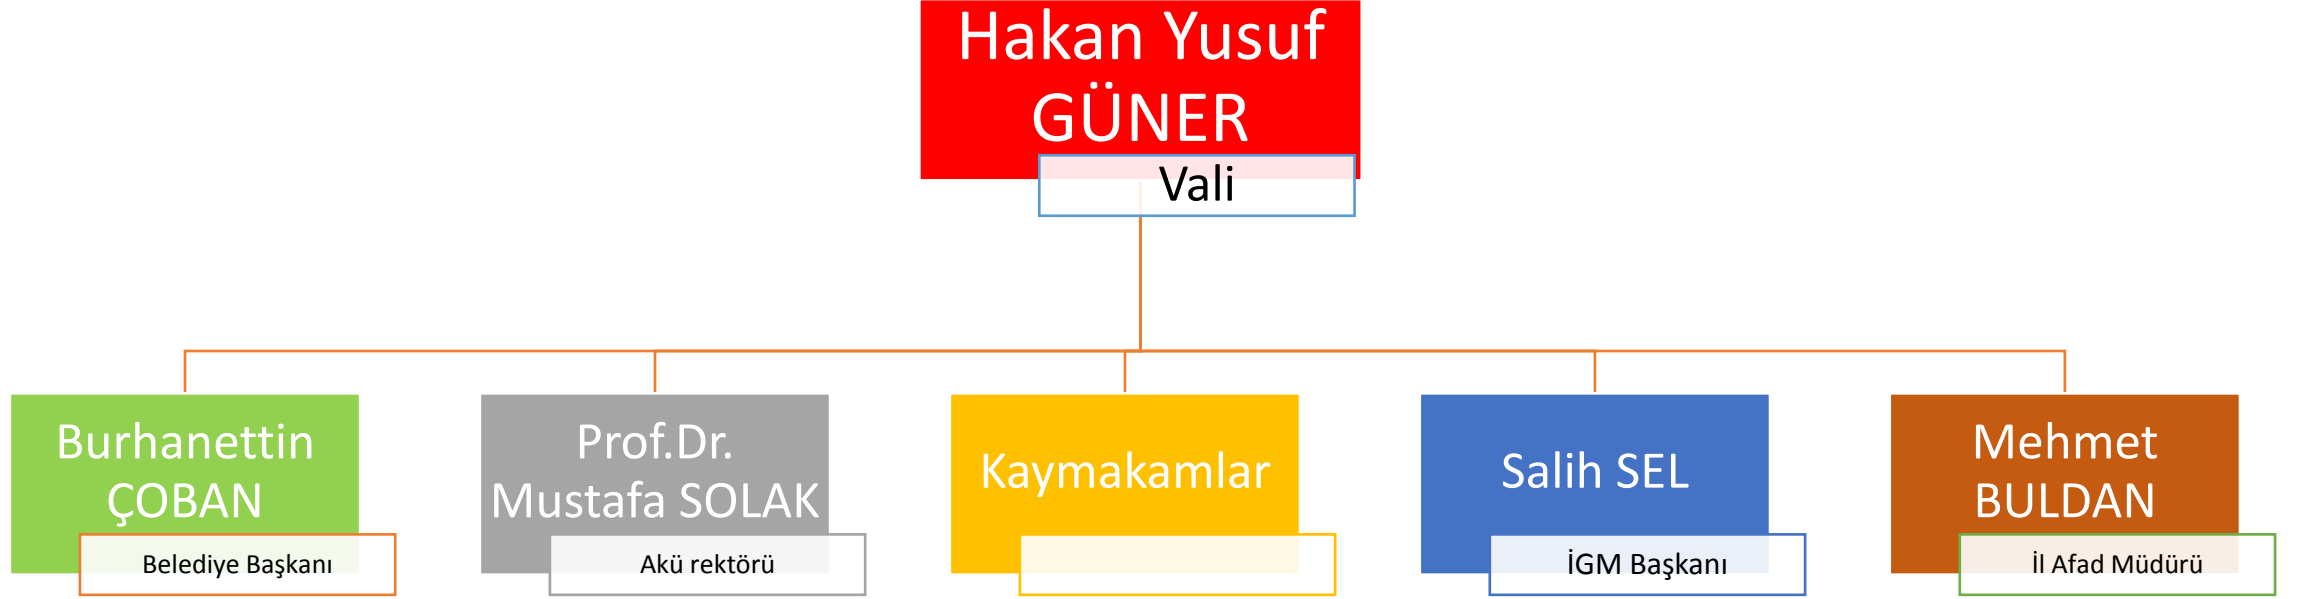 Hakan Yusuf
GÜNER
Vali
Burhanettin
ÇOBAN
Belediye Başkanı
Prof.Dr.
Mustafa SOLAK
Akü rektörü
Kaymakamlar
Salih SEL
İGM Başkanı
Mehmet
BULDAN
İl Afad Müdürü